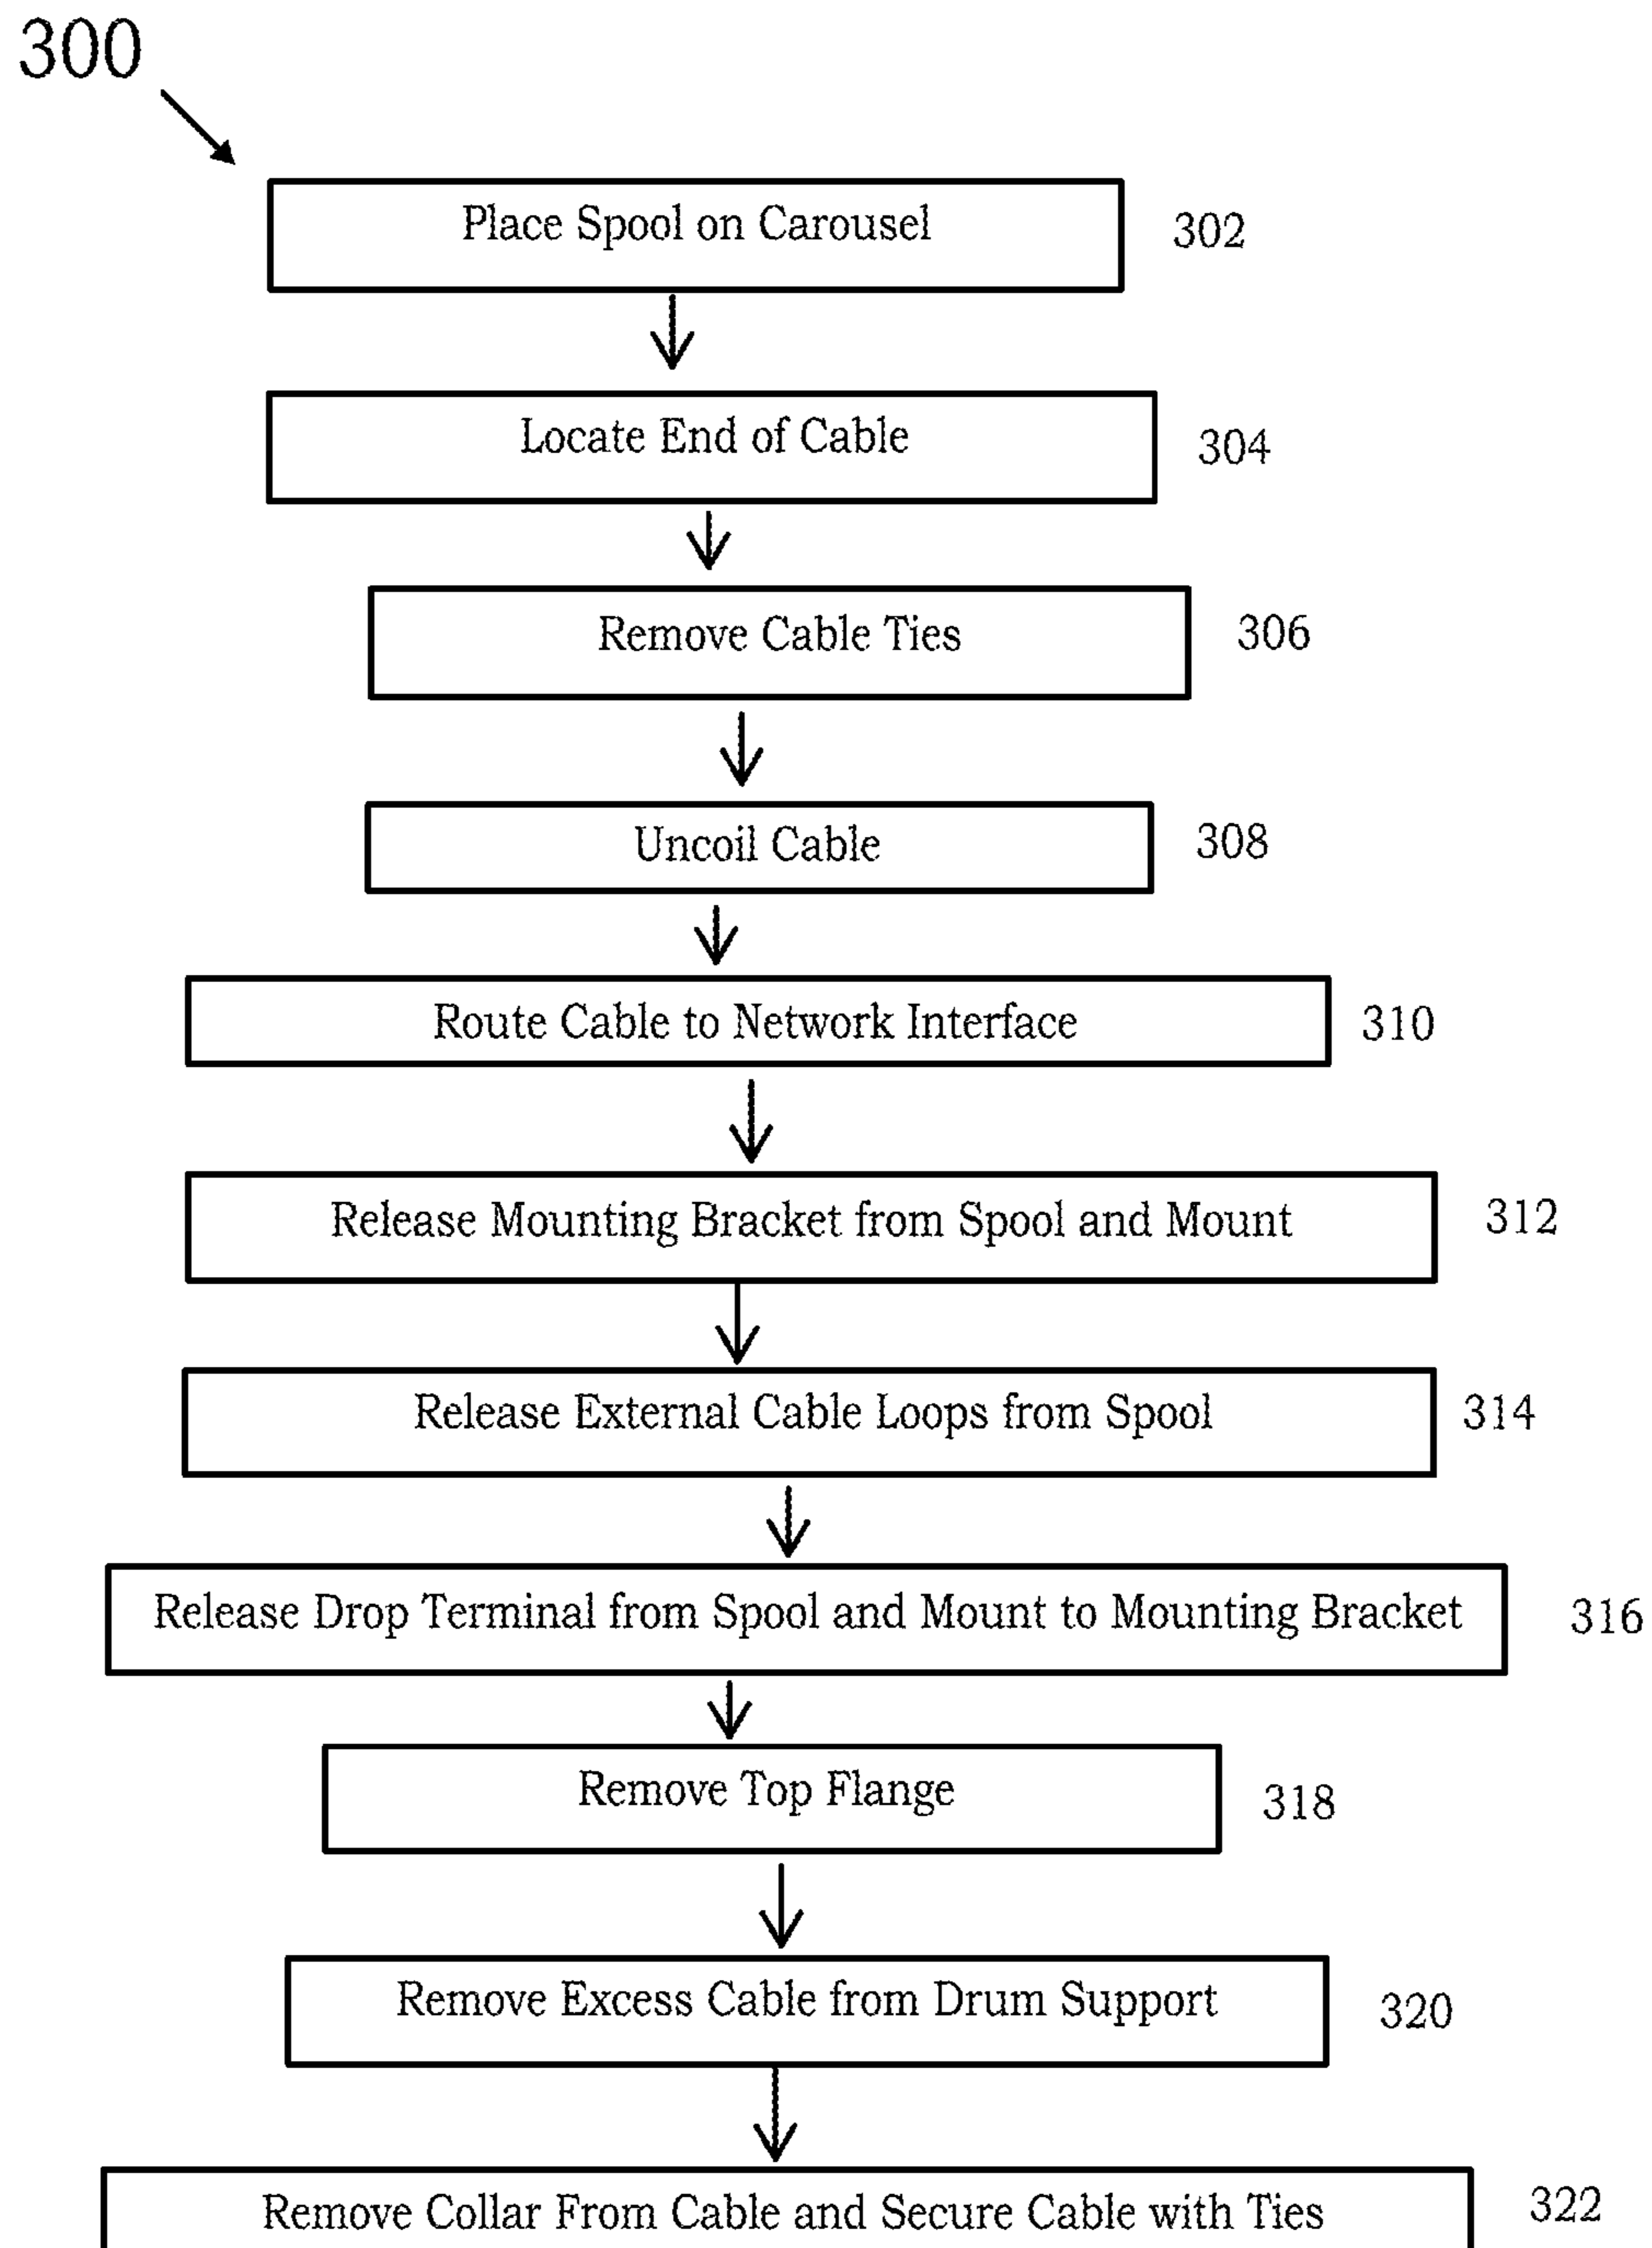 300
Place Spool on Carousel 302
Locate End of Cable 304
Remove Cable Ties 306
Uncoil Cable 308
Route Cable to Network Interface 310
Release Mounting Bracket from Spool and Mount 312
Release External Cable Loops from Spool 314
Release Drop Terminal from Spool and Mount to Mounting Bracket 316
Remove Top Flange 318
Remove Excess Cable from Drum Support 320
Remove Collar From Cable and Secure Cable with Ties 322